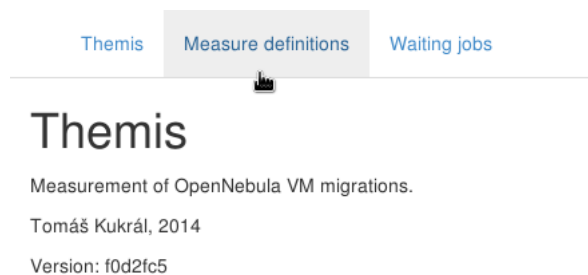 Themis Measure definitions Waiting jobs
Themis
Measurement of OpenNebula VM migrations.
Tomáš Kukrál, 2014
Version: f0d2fc5